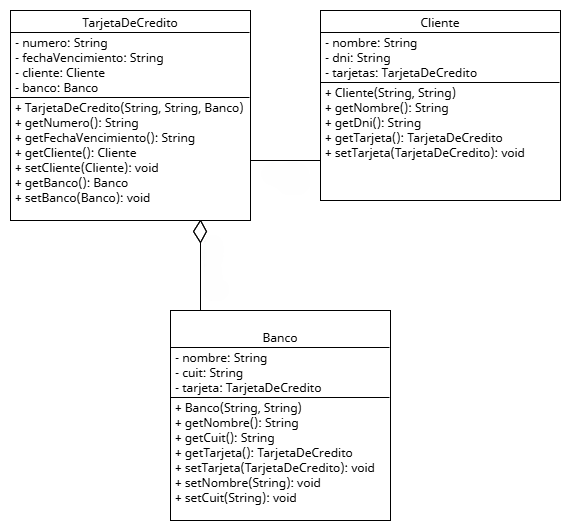 TarjetaDeCredito
- numero: String
- fechaVencimiento: String
- cliente: Cliente
- banco: Banco
+ TarjetaDeCredito(String, String, Banco)
+ getNumero(): String
+ getFechaVencimiento(): String
+ getCliente(): Cliente
+ setCliente(Cliente): void
+ getBanco(): Banco
+ setBanco(Banco): void
Cliente
- nombre: String
- dni: String
- tarjetas: TarjetaDeCredito
+ Cliente(String, String)
+ getNombre(): String
+ getDni(): String
+ getTarjeta(): TarjetaDeCredito
+ setTarjeta(TarjetaDeCredito): void
Banco
- nombre: String
- cuit: String
- tarjeta: TarjetaDeCredito
+ Banco(String, String)
+ getNombre(): String
+ getCuit(): String
+ getTarjeta(): TarjetaDeCredito
+ setTarjeta(TarjetaDeCredito): void
+ setNombre(String): void
+ setCuit(String): void